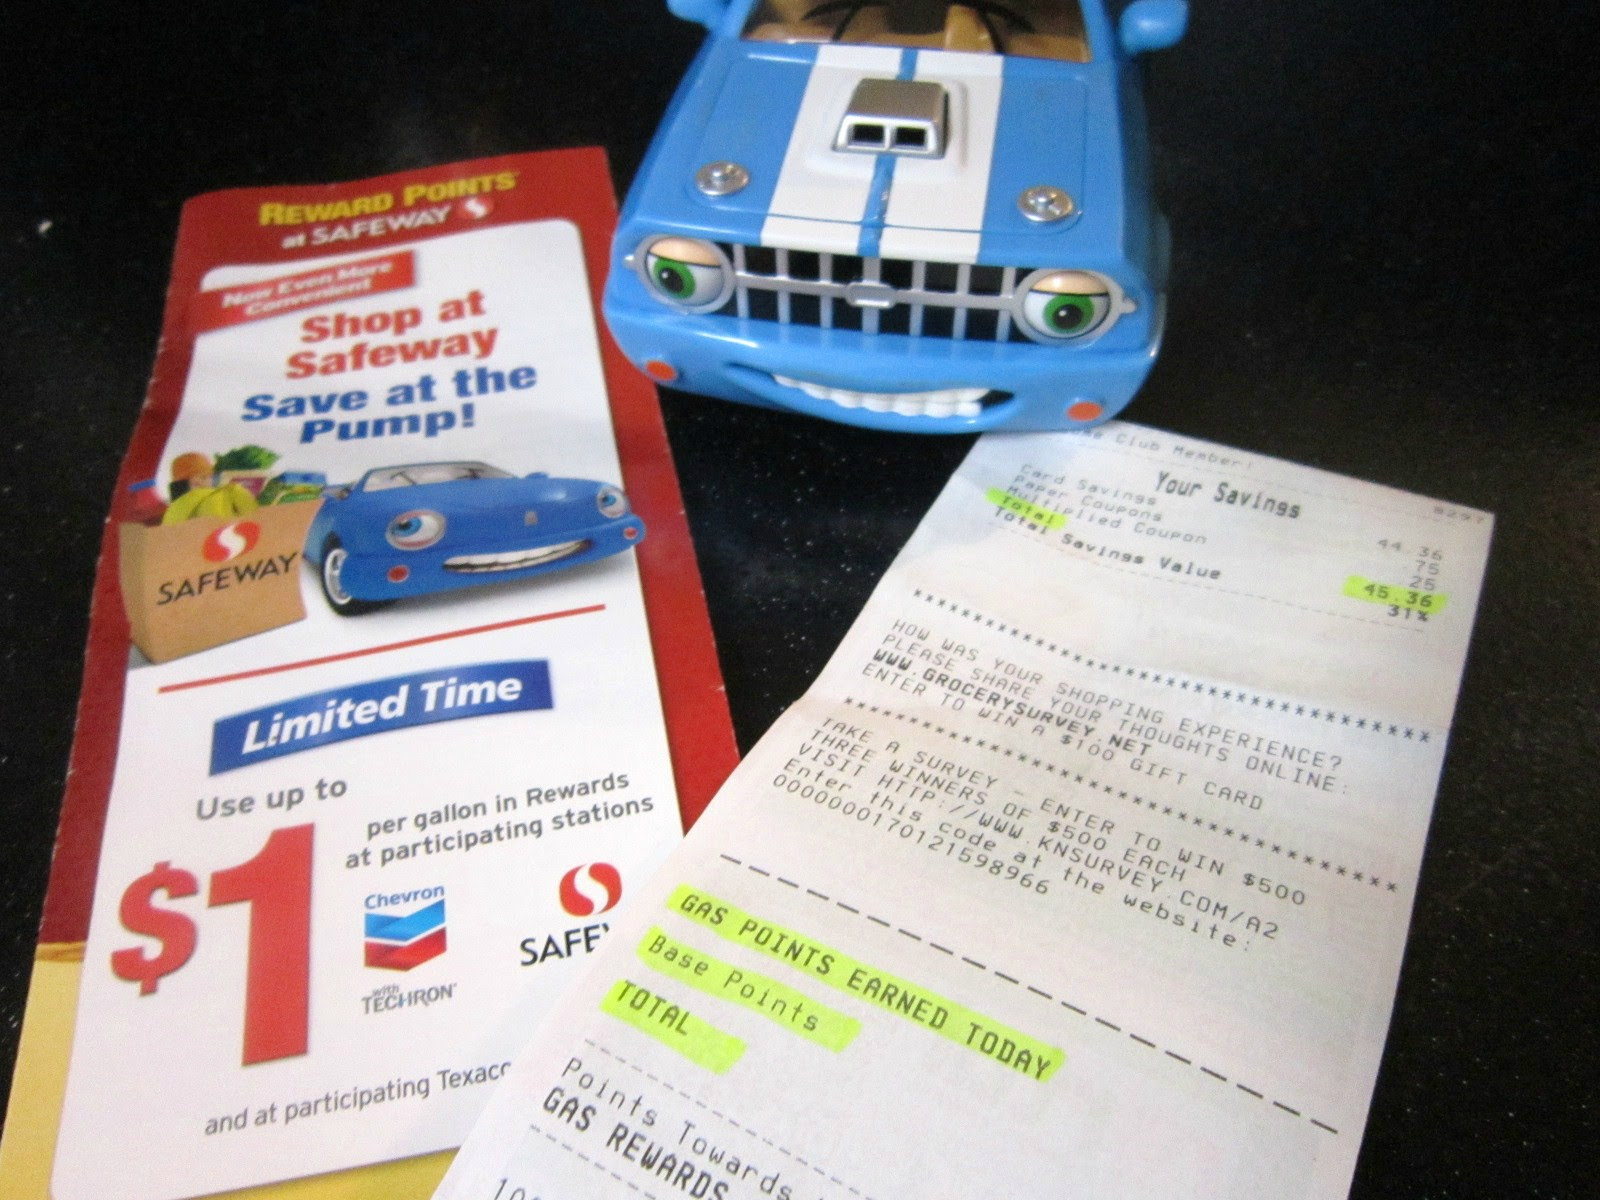 REWARD POINTS
at SAFEWAY
Now Even More
Convenient
Shop at
Safeway
Save at the
Pump!
SAFEWAY
Limited Time
Use up to
$1
per gallon in Rewards
at participating stations
Chevron
with
TECHRON
SAFEW
and at participating Texaco
Club Member!
8297
Your Savings
Card Savings 44.36
Paper Coupons .75
Multiplied Coupon .25
Total 45.36
Total Savings Value 31%
****************************************
HOW WAS YOUR SHOPPING EXPERIENCE?
PLEASE SHARE YOUR THOUGHTS ONLINE:
WWW.GROCERYSURVEY.NET
ENTER TO WIN A $100 GIFT CARD
****************************************
TAKE A SURVEY - ENTER TO WIN $500
THREE WINNERS OF $500 EACH
VISIT HTTP://WWW.KNSURVEY.COM/A2
Enter this code at the website:
0000000170121598966
GAS POINTS EARNED TODAY
Base Points
TOTAL
Points Towards
GAS REWARDS